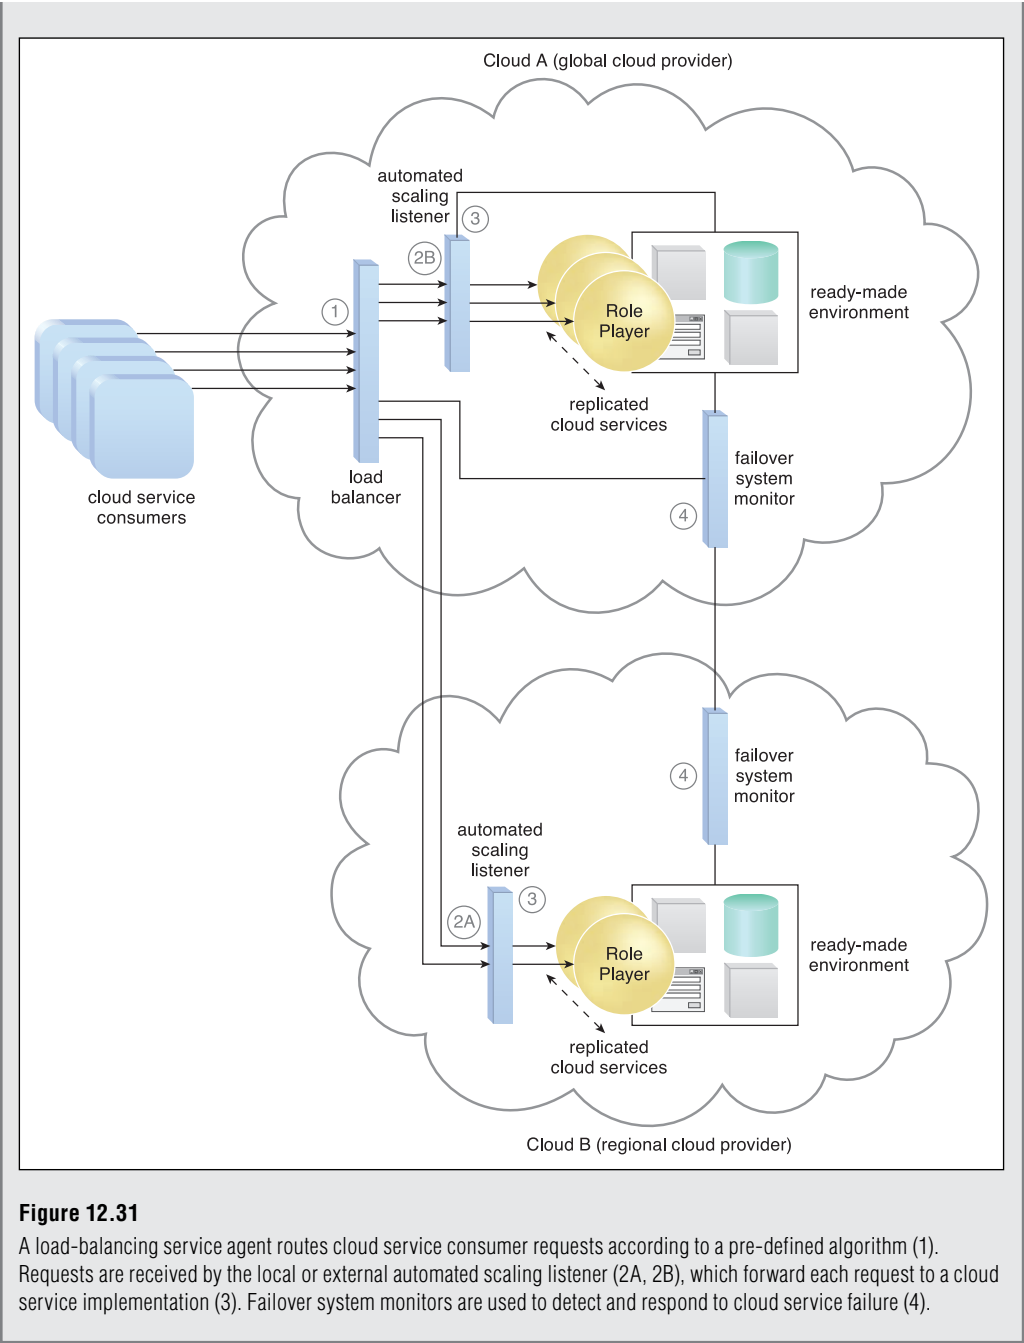 Cloud A (global cloud provider)
automated
scaling
listener
3
2B
1
Role
Player
ready-made
environment
replicated
cloud services
load
balancer
cloud service
consumers
failover
system
monitor
4
failover
system
monitor
4
automated
scaling
listener
3
2A
Role
Player
ready-made
environment
replicated
cloud services
Cloud B (regional cloud provider)
Figure 12.31
A load-balancing service agent routes cloud service consumer requests according to a pre-defined algorithm (1).
Requests are received by the local or external automated scaling listener (2A, 2B), which forward each request to a cloud
service implementation (3). Failover system monitors are used to detect and respond to cloud service failure (4).